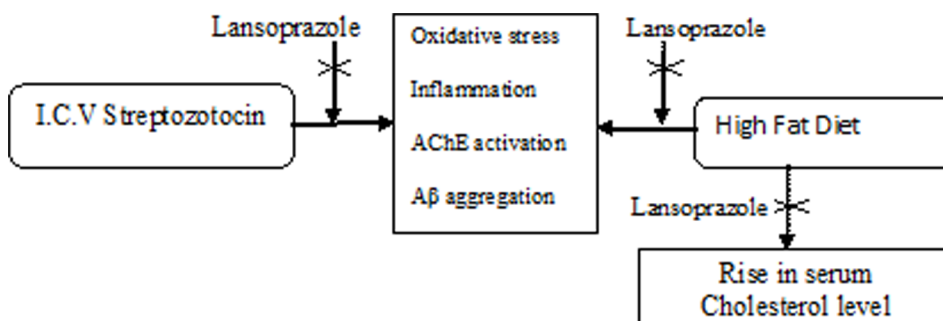 Lansoprazole
I.C.V Streptozotocin
Oxidative stress
Inflammation
AChE activation
Aβ aggregation
Lansoprazole
High Fat Diet
Lansoprazole
Rise in serum
Cholesterol level